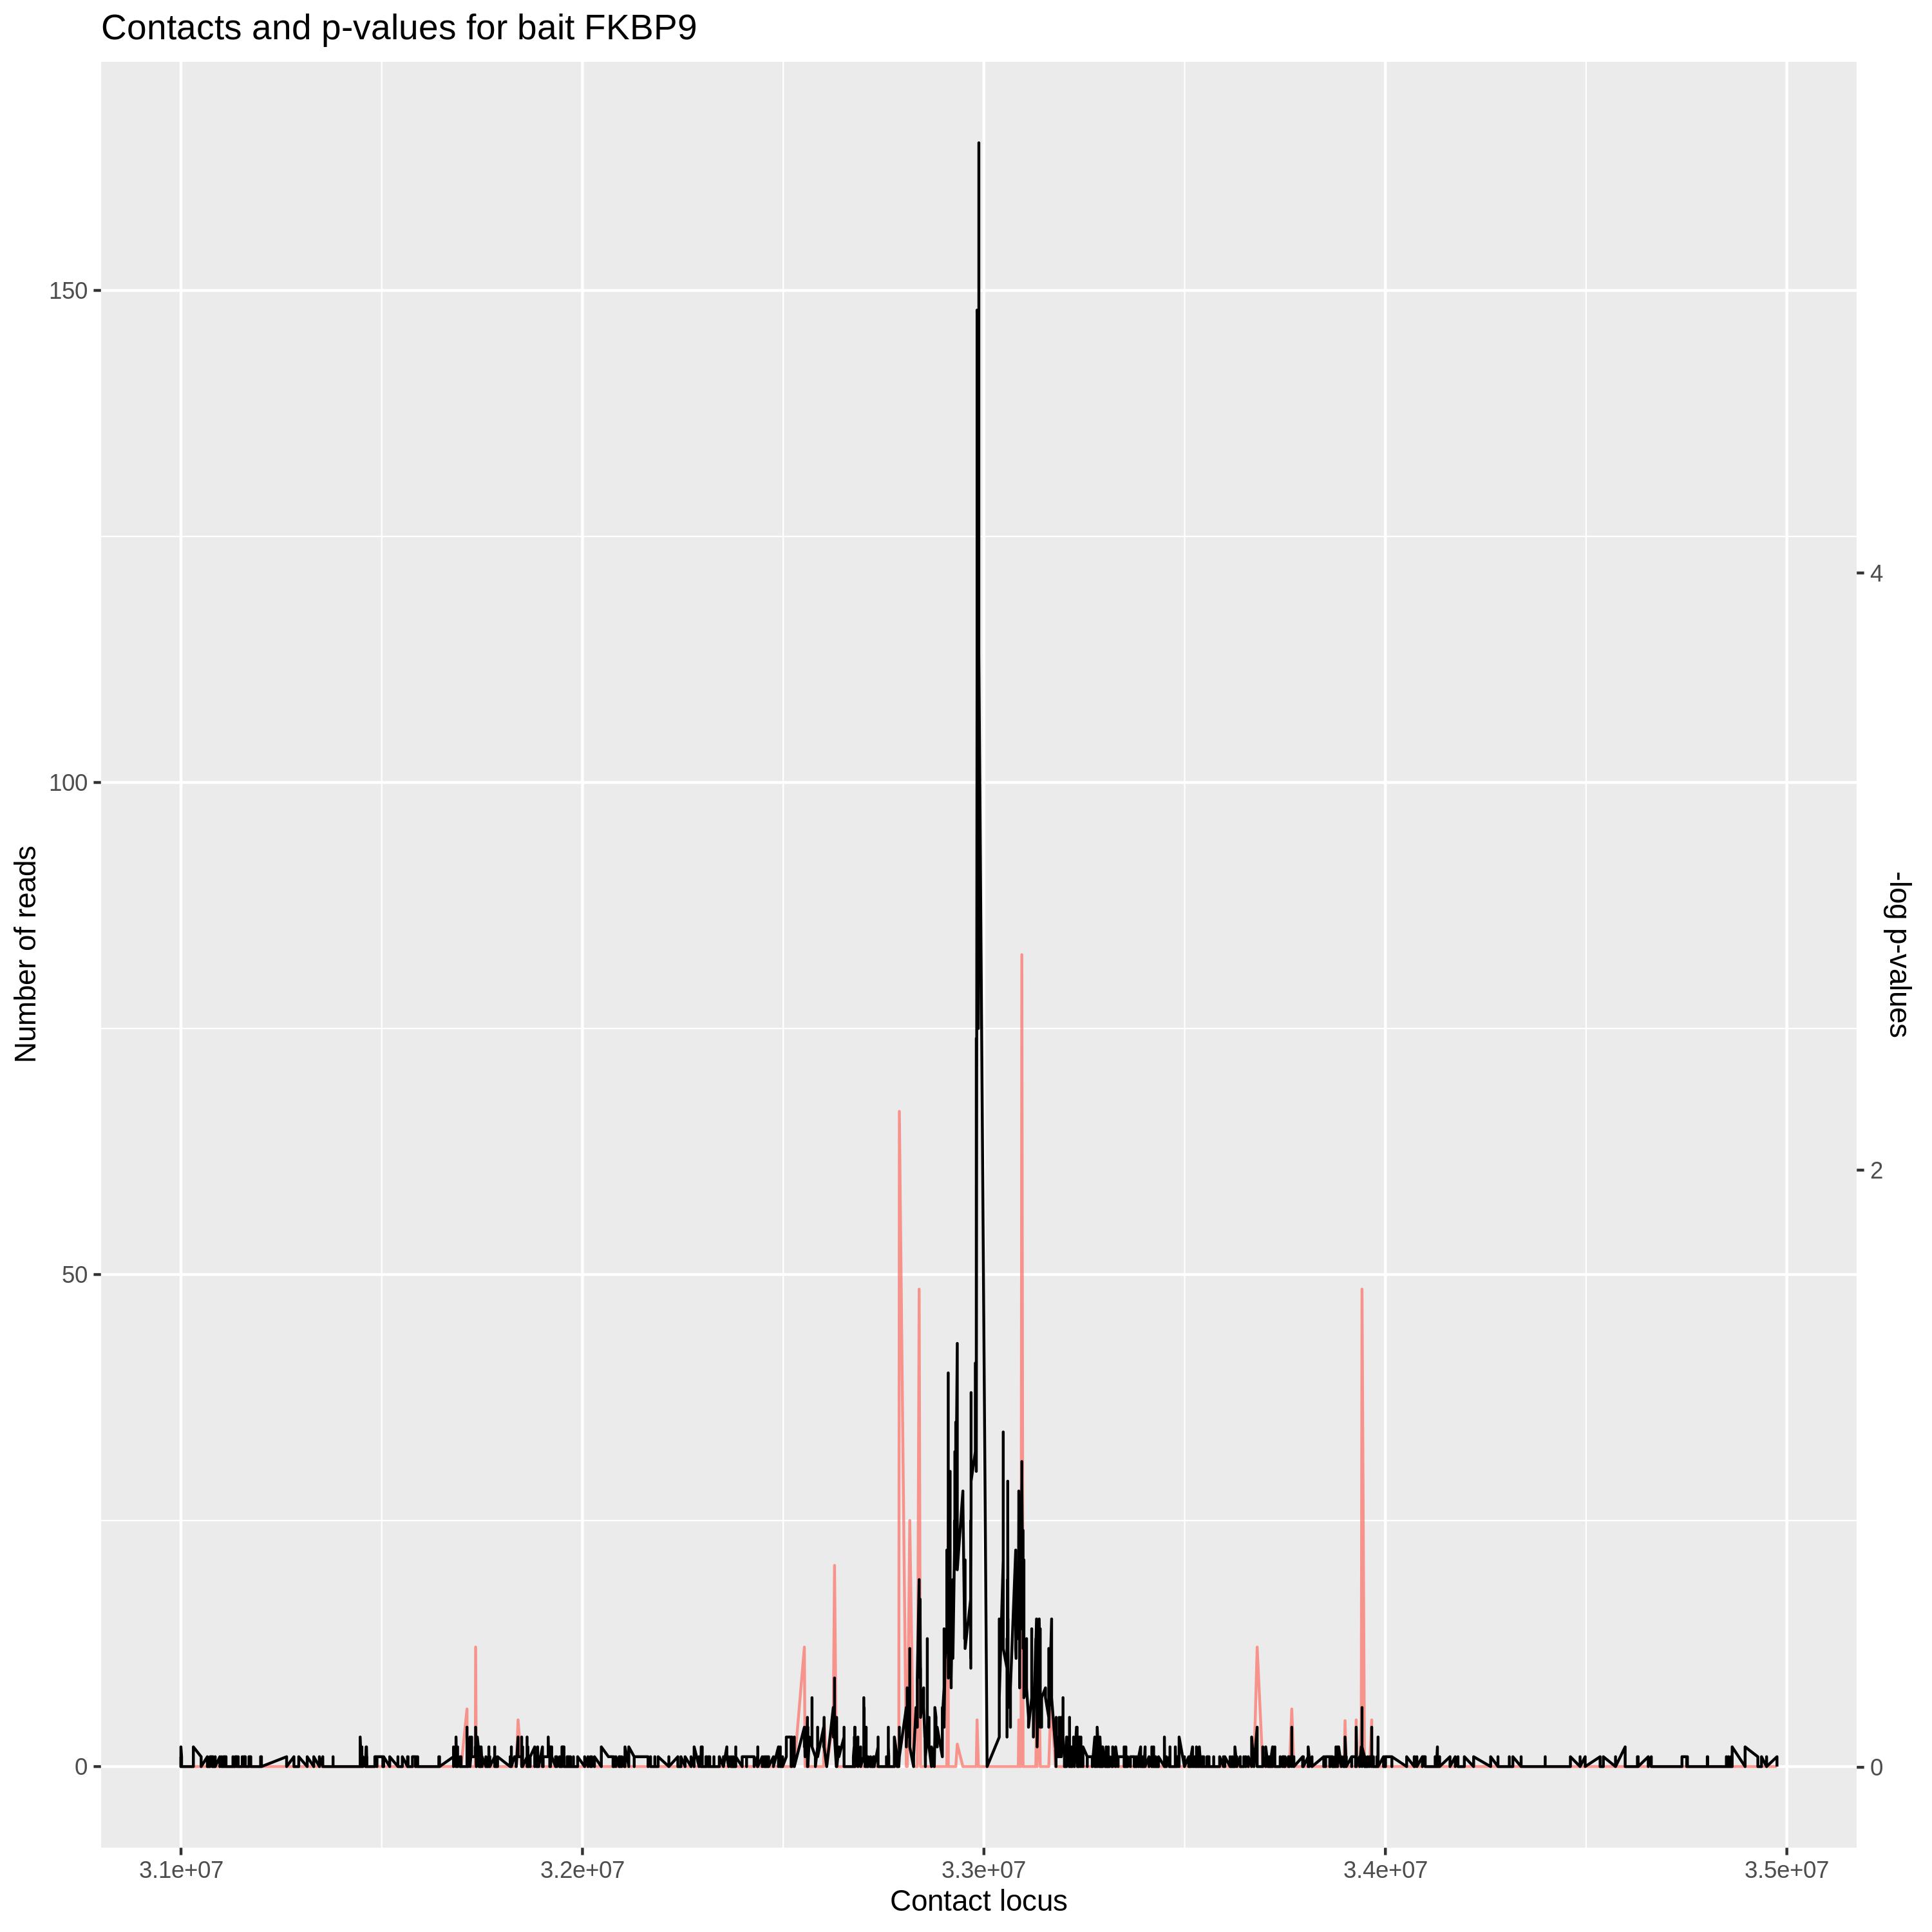 Contacts and p-values for bait FKBP9
Number of reads
150
100
50
0
4
2
0
-log p-values
3.1e+07
3.2e+07
3.3e+07
3.4e+07
3.5e+07
Contact locus